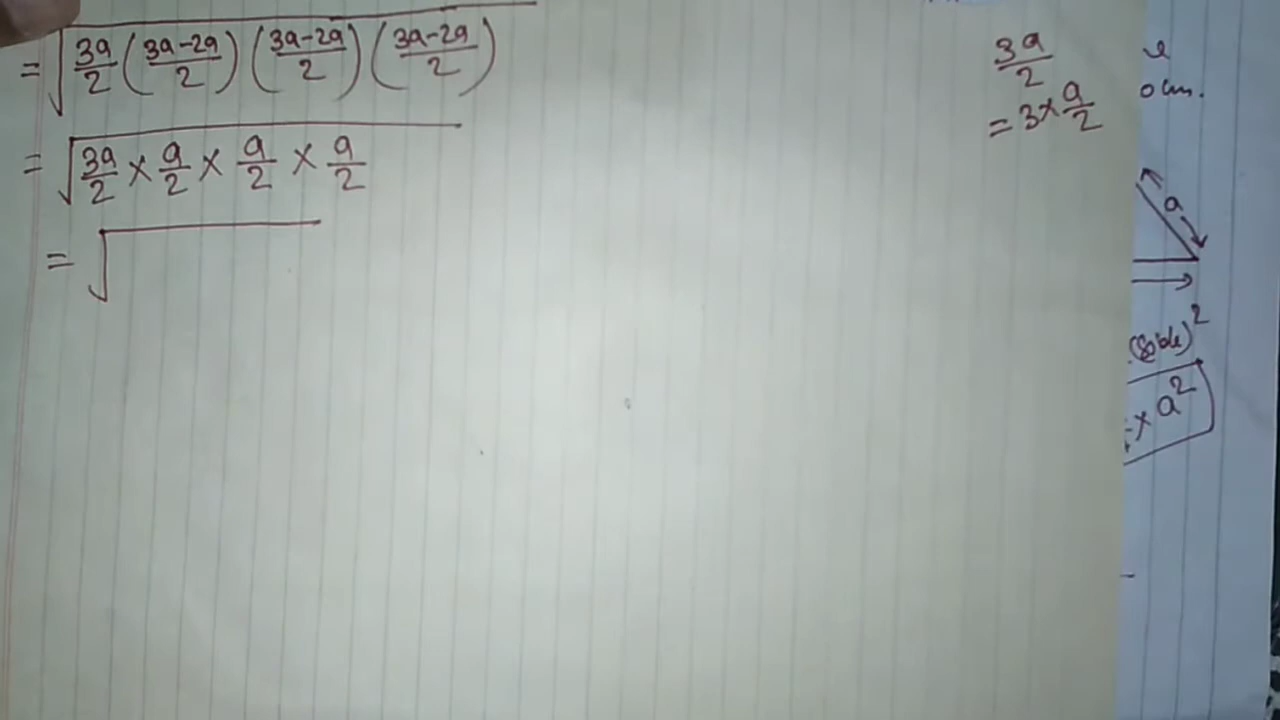 = √(3a/2 (3a-2a/2) (3a-2a/2) (3a-2a/2))
= √(3a/2 × a/2 × a/2 × a/2)
= √
3a/2
= 3 × a/2
cm.
a
(Side)²
× a²